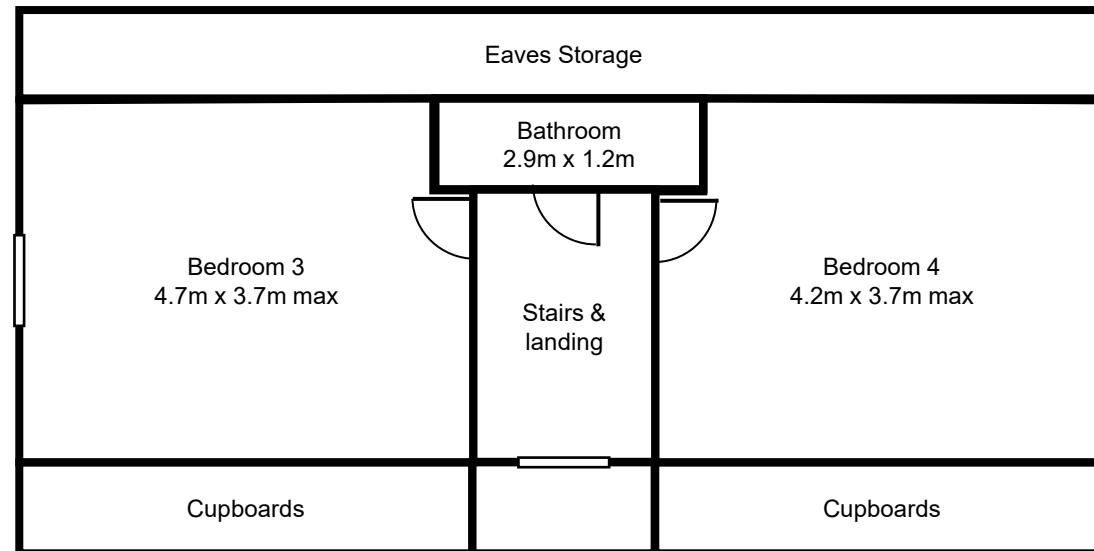 Eaves Storage
Bathroom
2.9m x 1.2m
Bedroom 3
4.7m x 3.7m max
Bedroom 4
4.2m x 3.7m max
Stairs &
landing
Cupboards
Cupboards